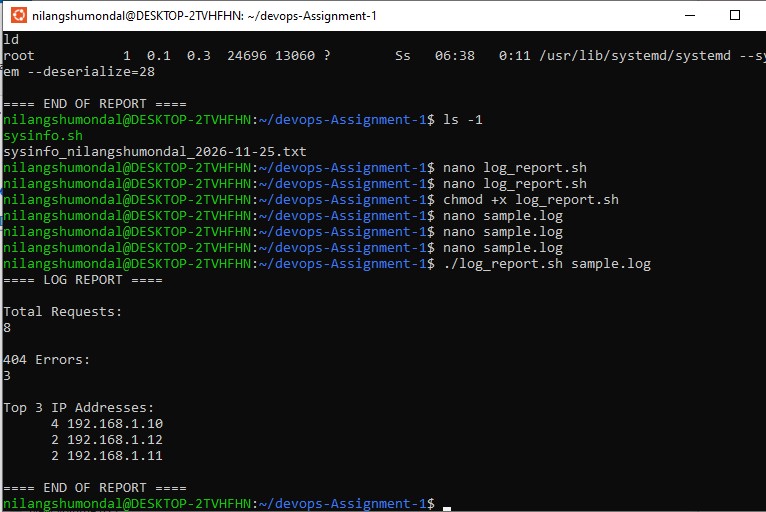 nilangshumondal@DESKTOP-2TVHFHN: ~/devops-Assignment-1
ld
root           1  0.1  0.3  24696 13060 ?        Ss   06:38   0:11 /usr/lib/systemd/systemd --sy
em --deserialize=28
==== END OF REPORT ====
nilangshumondal@DESKTOP-2TVHFHN:~/devops-Assignment-1$ ls -1
sysinfo.sh
sysinfo_nilangshumondal_2026-11-25.txt
nilangshumondal@DESKTOP-2TVHFHN:~/devops-Assignment-1$ nano log_report.sh
nilangshumondal@DESKTOP-2TVHFHN:~/devops-Assignment-1$ nano log_report.sh
nilangshumondal@DESKTOP-2TVHFHN:~/devops-Assignment-1$ chmod +x log_report.sh
nilangshumondal@DESKTOP-2TVHFHN:~/devops-Assignment-1$ nano sample.log
nilangshumondal@DESKTOP-2TVHFHN:~/devops-Assignment-1$ nano sample.log
nilangshumondal@DESKTOP-2TVHFHN:~/devops-Assignment-1$ nano sample.log
nilangshumondal@DESKTOP-2TVHFHN:~/devops-Assignment-1$ ./log_report.sh sample.log
==== LOG REPORT ====
Total Requests:
8
404 Errors:
3
Top 3 IP Addresses:
4 192.168.1.10
2 192.168.1.12
2 192.168.1.11
==== END OF REPORT ====
nilangshumondal@DESKTOP-2TVHFHN:~/devops-Assignment-1$